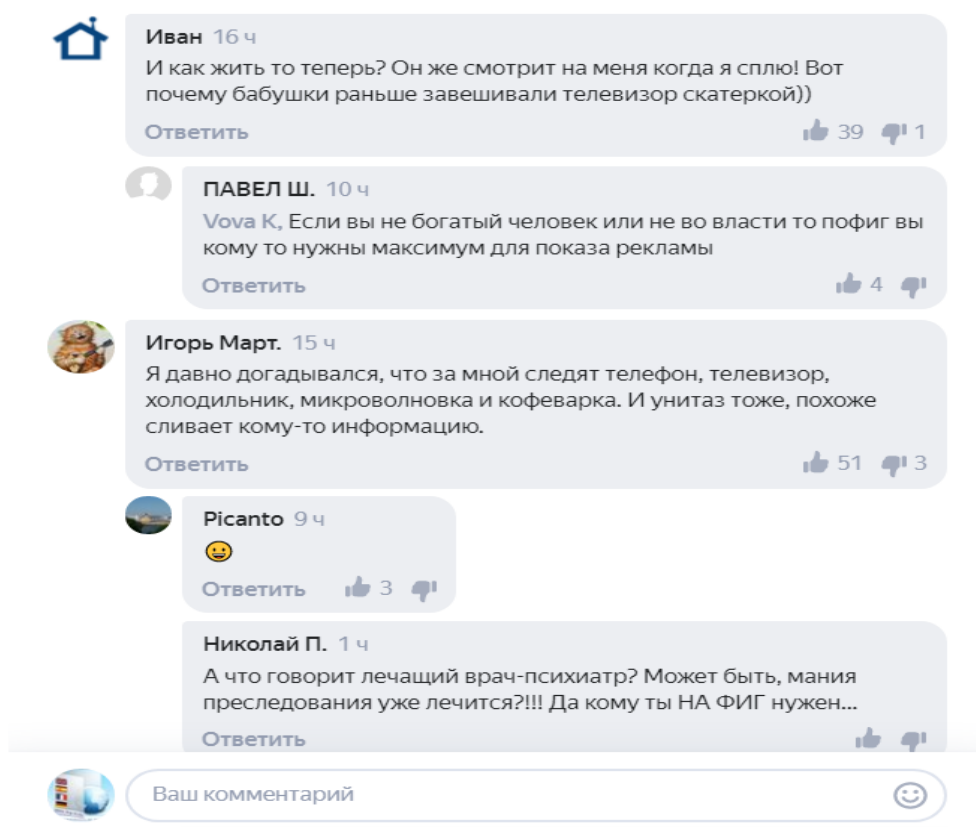 Иван 16 ч
И как жить то теперь? Он же смотрит на меня когда я сплю! Вот
почему бабушки раньше завешивали телевизор скатеркой))
Ответить 39 1
ПАВЕЛ Ш. 10 ч
Vova K, Если вы не богатый человек или не во власти то пофиг вы
кому то нужны максимум для показа рекламы
Ответить 4
Игорь Март. 15 ч
Я давно догадывался, что за мной следят телефон, телевизор,
холодильник, микроволновка и кофеварка. И унитаз тоже, похоже
сливает кому-то информацию.
Ответить 51 3
Picanto 9 ч
Ответить 3
Николай П. 1 ч
А что говорит лечащий врач-психиатр? Может быть, мания
преследования уже лечится?!!! Да кому ты НА ФИГ нужен...
Ответить
Ваш комментарий